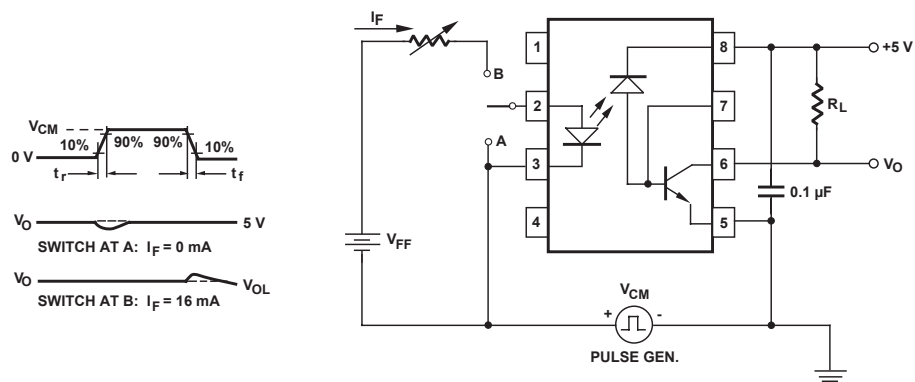 V_CM
10% 90% 90% 10%
0 V
t_r t_f
V_O 5 V
SWITCH AT A: I_F = 0 mA
V_O V_OL
SWITCH AT B: I_F = 16 mA
I_F
B
A
V_FF
1
2
3
4
8
7
6
5
+5 V
R_L
V_O
0.1 µF
V_CM
+ -
PULSE GEN.